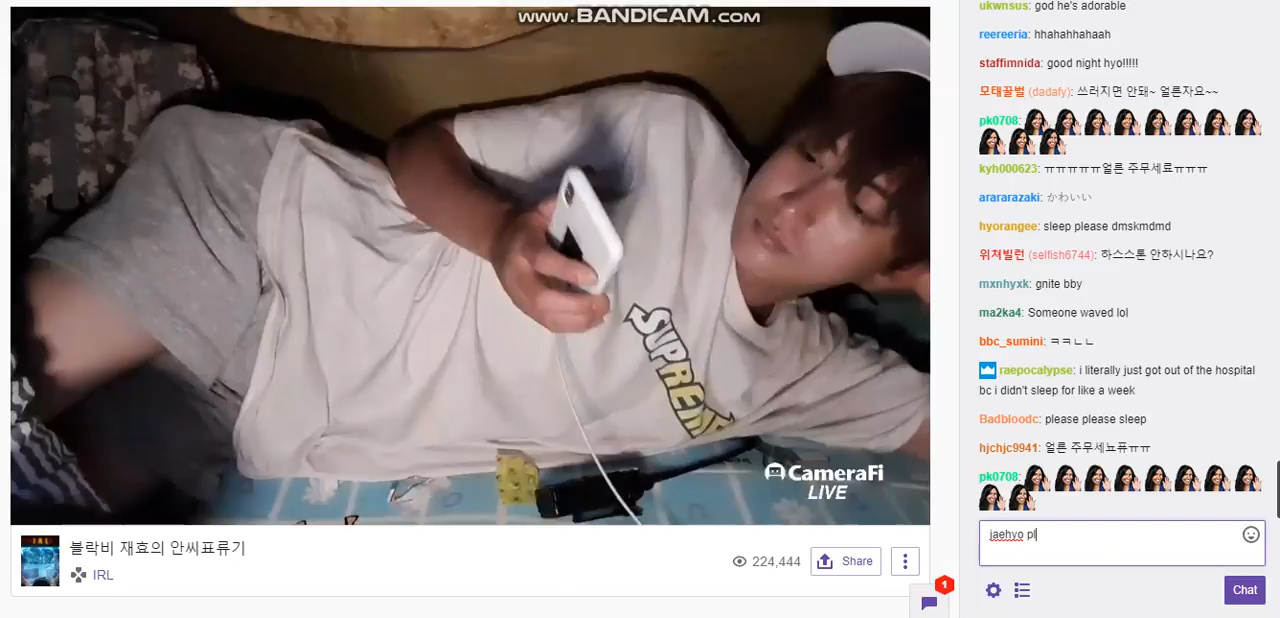 www.BANDICAM.com
SUPREME
CameraFi
LIVE
블락비 재효의 안씨표류기
IRL
IRL
224,444
Share
1
ukwnsus: god he's adorable
reereeria: hhahahhahaah
staffimnida: good night hyo!!!!!
모태꿀벌 (dadafy): 쓰러지면 안돼~ 얼른자요~~
pk0708:
kyh000623: ㅠㅠㅠㅠㅠ얼른 주무세료ㅠㅠㅠ
arararazaki: かわいい
hyorangee: sleep please dmskmdmd
위져빌런 (selfish6744): 하스스톤 안하시나요?
mxnhyxk: gnite bby
ma2ka4: Someone waved lol
bbc_sumini: ㅋㅋㄴㄴ
raepocalypse: i literally just got out of the hospital
bc i didn't sleep for like a week
Badbloodc: please please sleep
hjchjc9941: 얼른 주무세뇨퓨ㅠㅠ
pk0708:
jaehyo pl
Chat